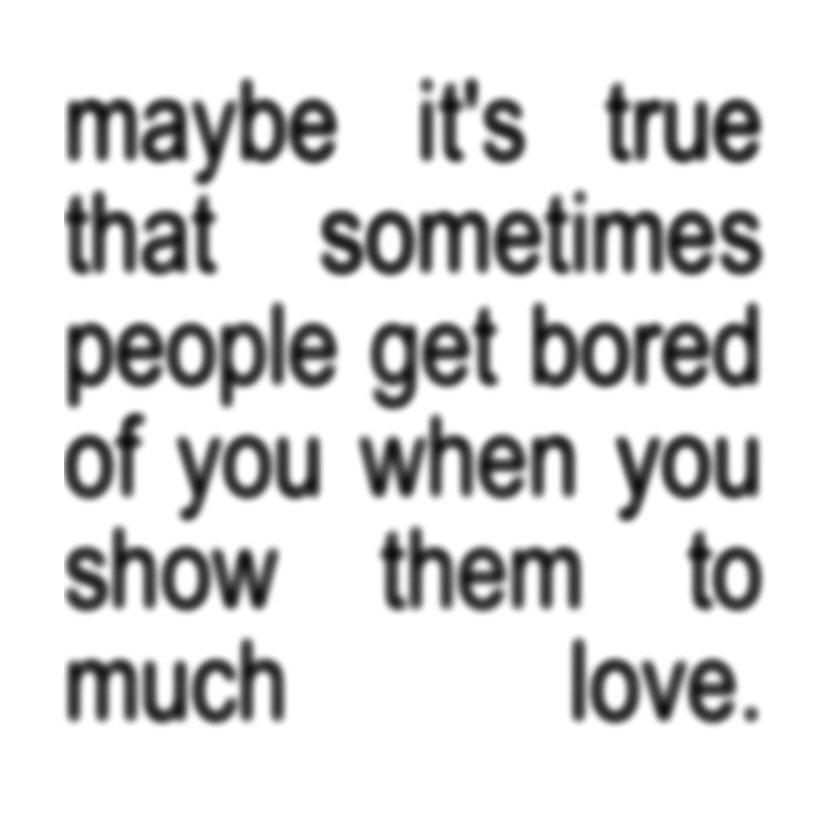 maybe it's true
that sometimes
people get bored
of you when you
show them to
much love.